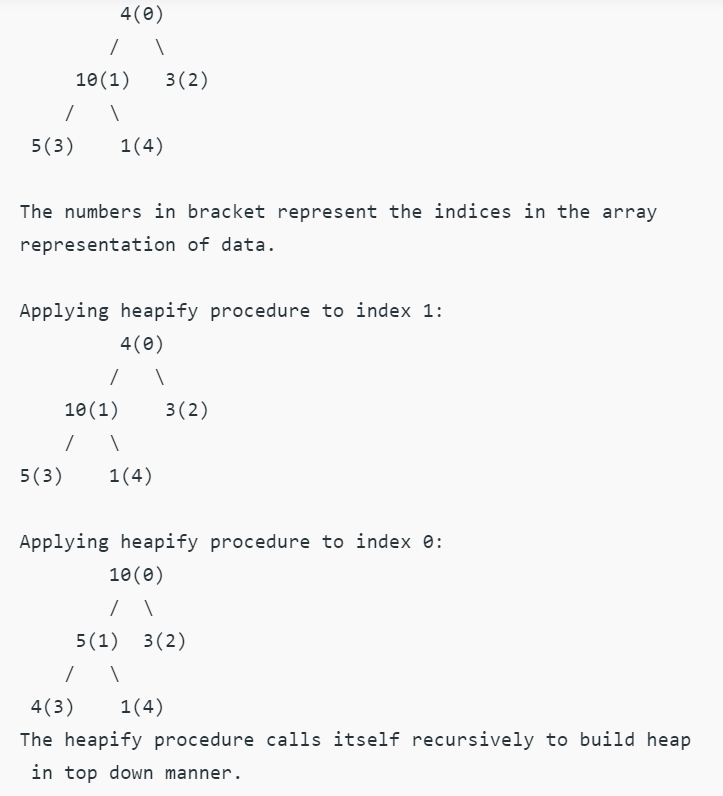 4(0)
/ \
10(1) 3(2)
/ \
5(3) 1(4)
The numbers in bracket represent the indices in the array
representation of data.
Applying heapify procedure to index 1:
4(0)
/ \
10(1) 3(2)
/ \
5(3) 1(4)
Applying heapify procedure to index 0:
10(0)
/ \
5(1) 3(2)
/ \
4(3) 1(4)
The heapify procedure calls itself recursively to build heap
in top down manner.